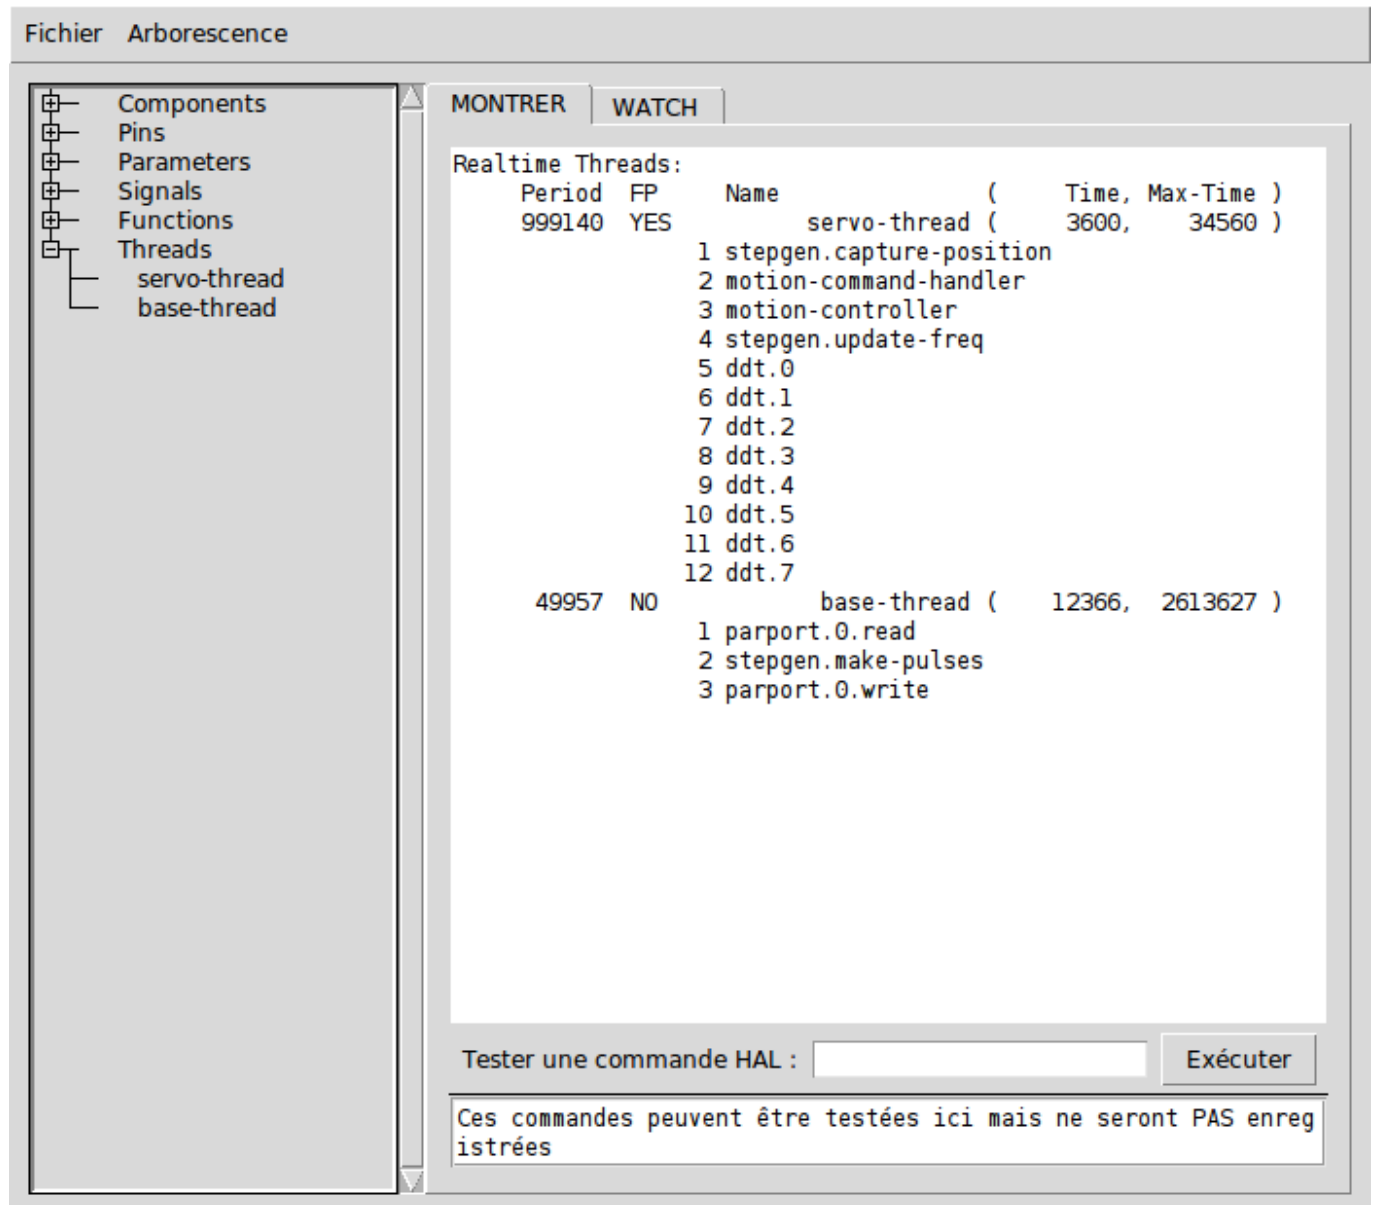 Fichier Arborescence
Components
Pins
Parameters
Signals
Functions
Threads
servo-thread
base-thread
MONTRER WATCH
Realtime Threads:
Period FP Name ( Time, Max-Time )
999140 YES servo-thread ( 3600, 34560 )
1 stepgen.capture-position
2 motion-command-handler
3 motion-controller
4 stepgen.update-freq
5 ddt.0
6 ddt.1
7 ddt.2
8 ddt.3
9 ddt.4
10 ddt.5
11 ddt.6
12 ddt.7
49957 NO base-thread ( 12366, 2613627 )
1 parport.0.read
2 stepgen.make-pulses
3 parport.0.write
Tester une commande HAL : Exécuter
Ces commandes peuvent être testées ici mais ne seront PAS enreg
istrées